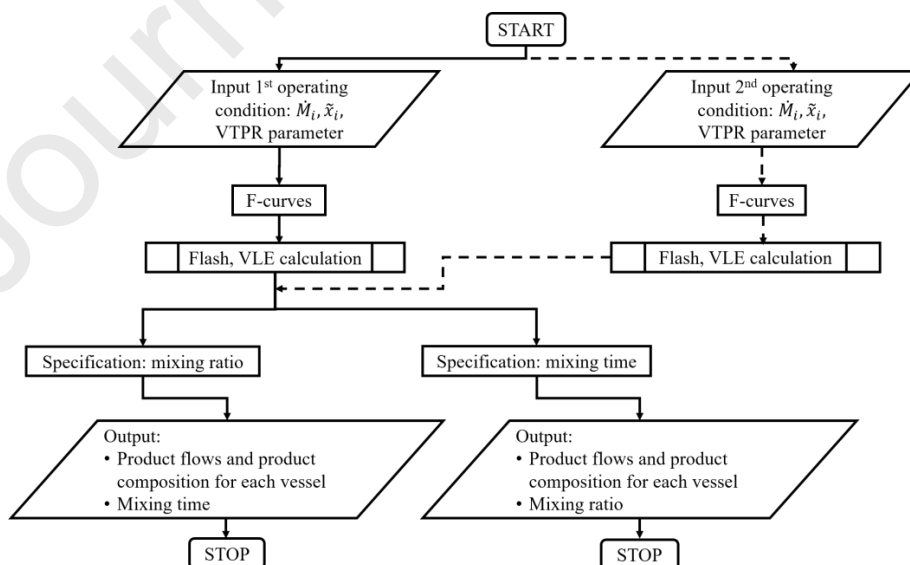 Journ
START
Input 1st operating
condition: Ṁᵢ, x̃ᵢ,
VTPR parameter
Input 2nd operating
condition: Ṁᵢ, x̃ᵢ,
VTPR parameter
F-curves
F-curves
Flash, VLE calculation
Flash, VLE calculation
Specification: mixing ratio
Specification: mixing time
Output:
• Product flows and product
composition for each vessel
• Mixing time
Output:
• Product flows and product
composition for each vessel
• Mixing ratio
STOP
STOP